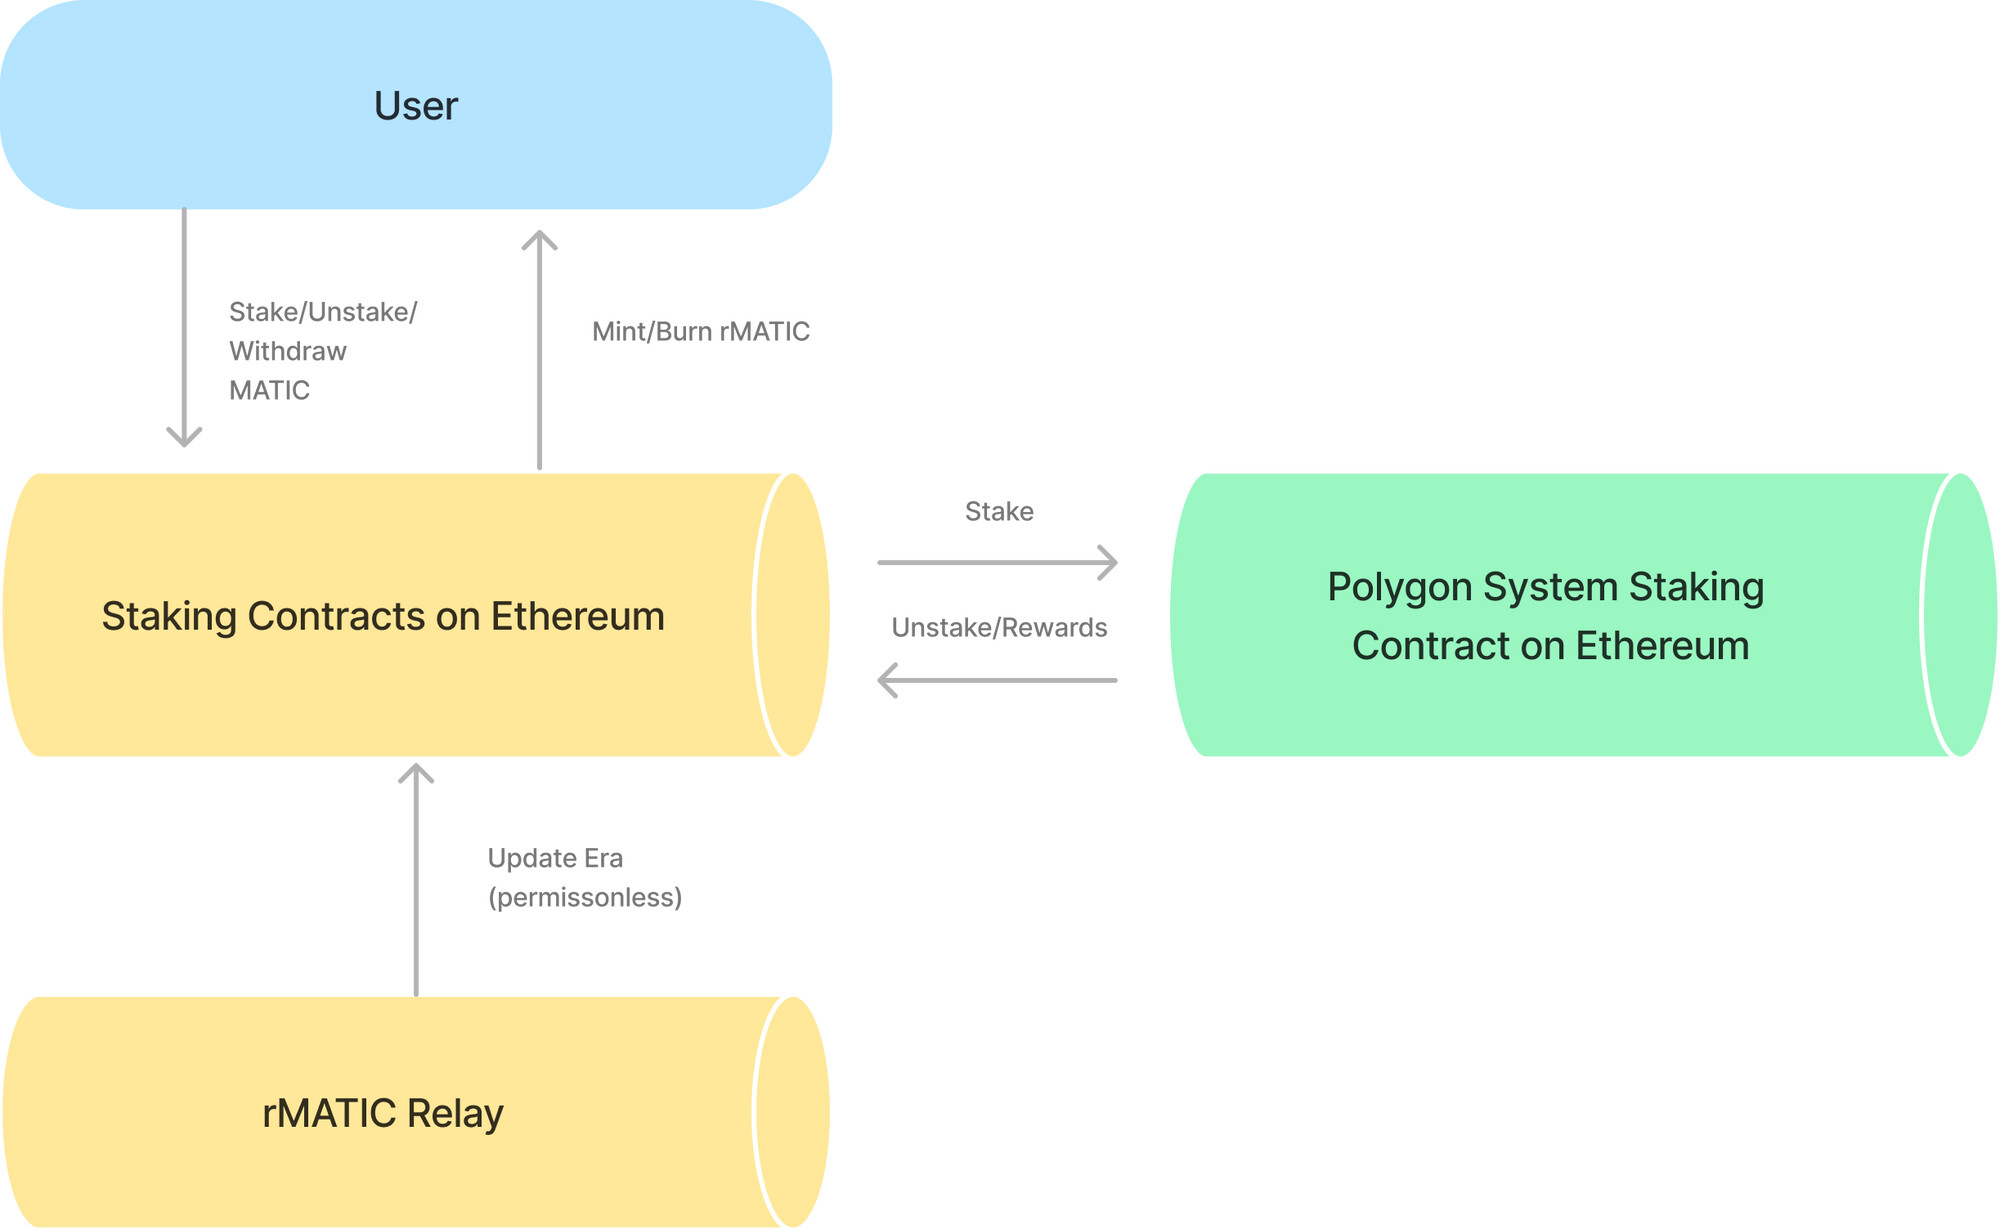 User
Stake/Unstake/
Withdraw
MATIC
Mint/Burn rMATIC
Staking Contracts on Ethereum
Stake
Unstake/Rewards
Polygon System Staking
Contract on Ethereum
Update Era
(permissonless)
rMATIC Relay